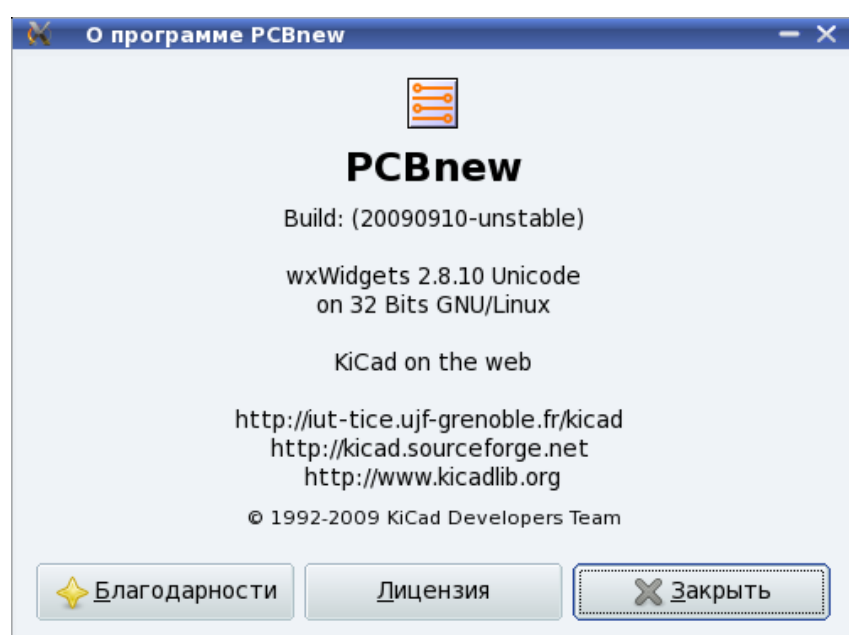 О программе PCBnew
PCBnew
Build: (20090910-unstable)
wxWidgets 2.8.10 Unicode
on 32 Bits GNU/Linux
KiCad on the web
http://iut-tice.ujf-grenoble.fr/kicad
http://kicad.sourceforge.net
http://www.kicadlib.org
© 1992-2009 KiCad Developers Team
Благодарности
Лицензия
Закрыть